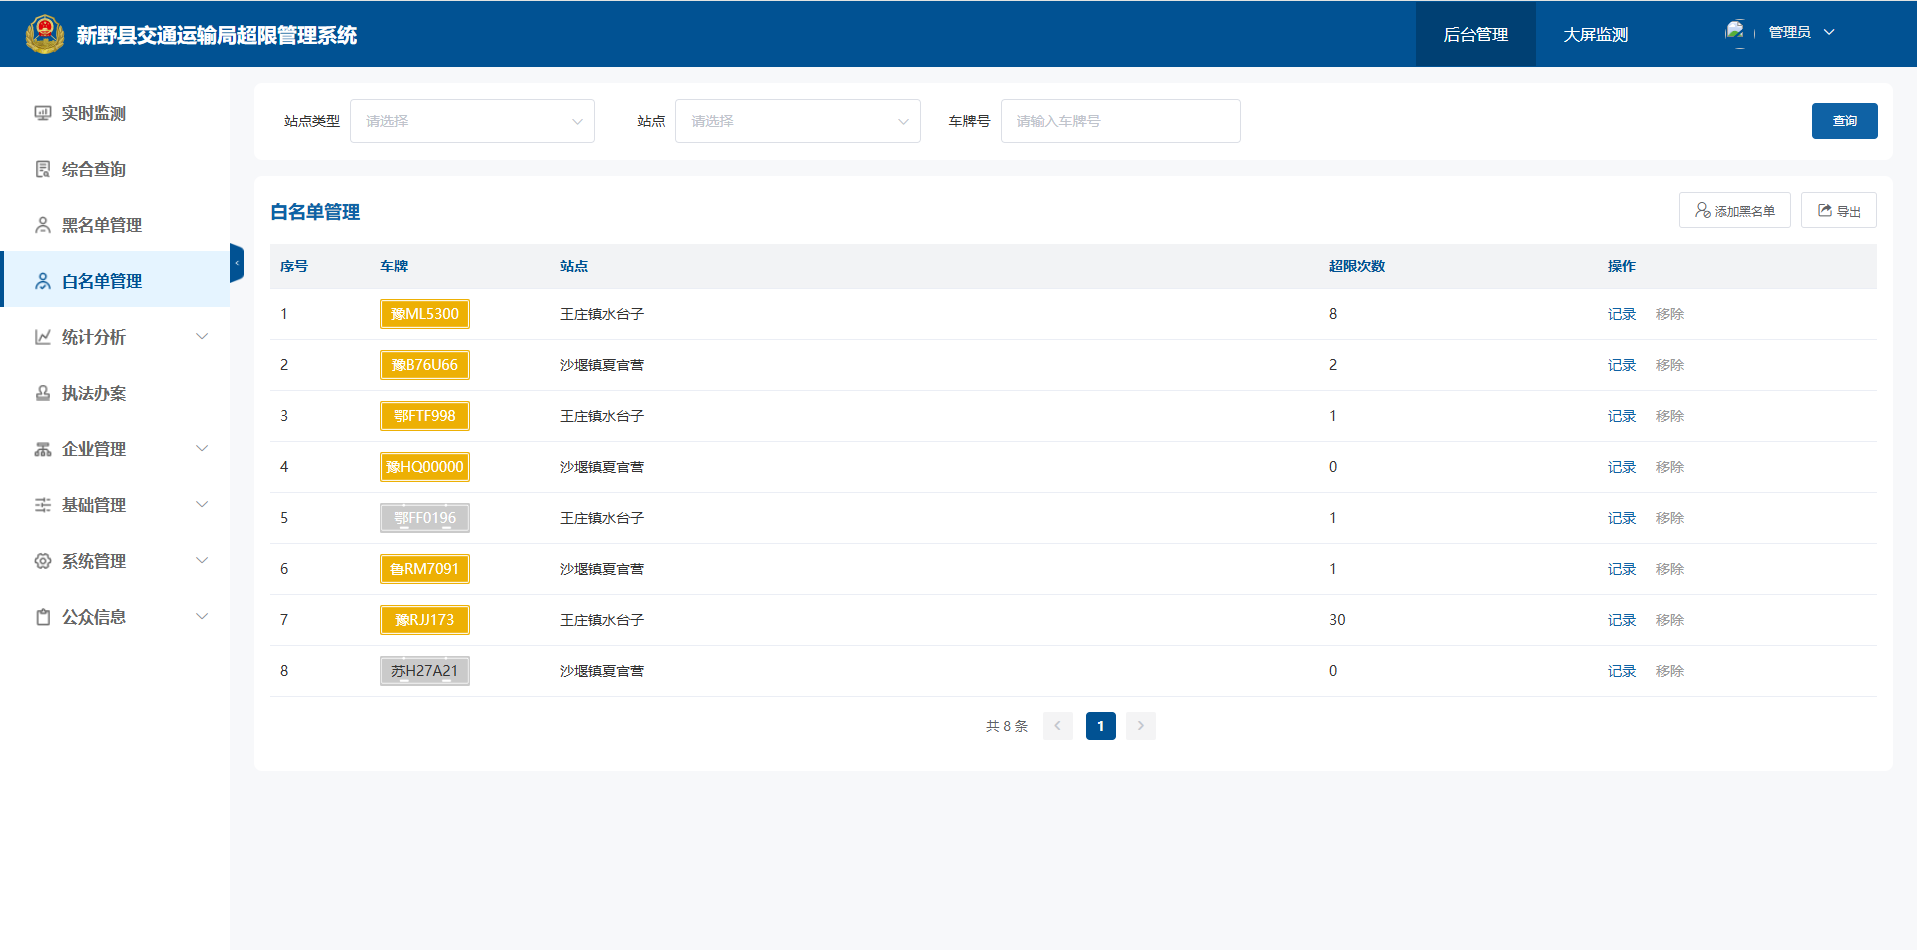 新野县交通运输局超限管理系统
后台管理
大屏监测
管理员
实时监测
综合查询
黑名单管理
白名单管理
统计分析
执法办案
企业管理
基础管理
系统管理
公众信息
站点类型 请选择 站点 请选择 车牌号 请输入车牌号 查询
白名单管理 添加黑名单 导出
序号 车牌 站点 超限次数 操作
1 豫ML5300 王庄镇水台子 8 记录 移除
2 豫B76U66 沙堰镇夏官营 2 记录 移除
3 鄂FTF998 王庄镇水台子 1 记录 移除
4 豫HQ00000 沙堰镇夏官营 0 记录 移除
5 鄂FF0196 王庄镇水台子 1 记录 移除
6 鲁RM7091 沙堰镇夏官营 1 记录 移除
7 豫RJJ173 王庄镇水台子 30 记录 移除
8 苏H27A21 沙堰镇夏官营 0 记录 移除
共 8 条 1